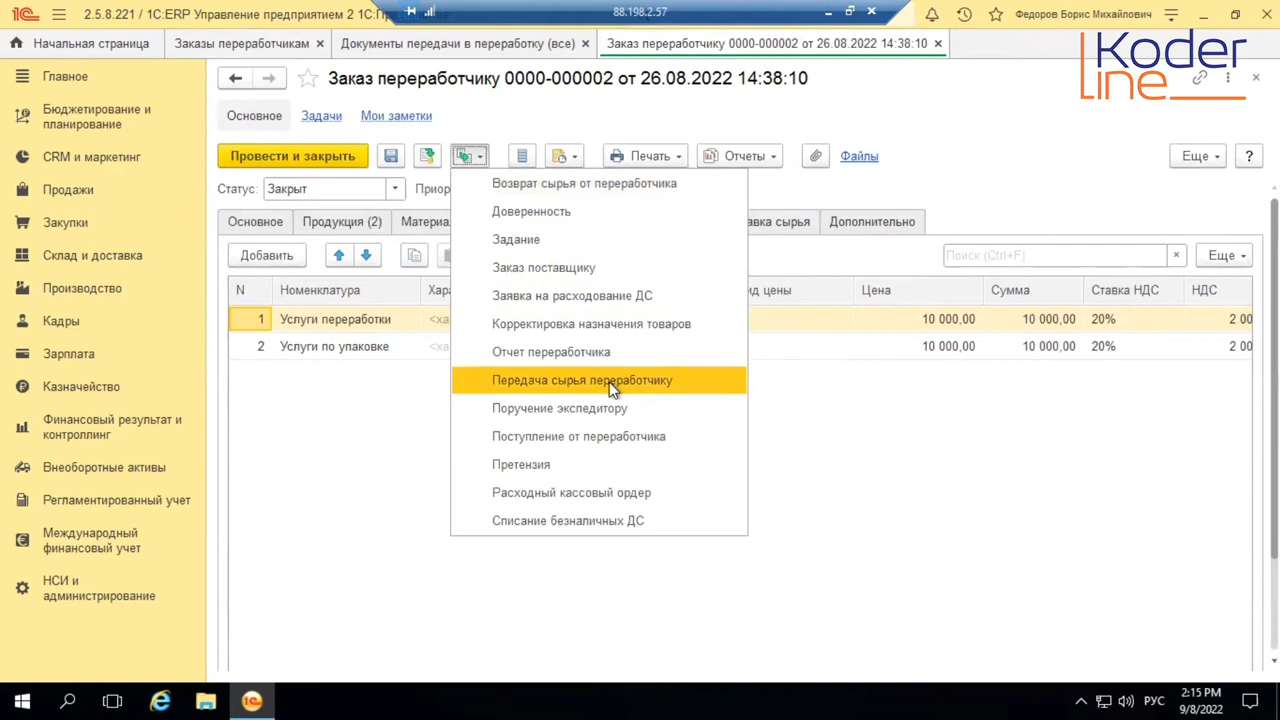 2.5.8.221 / 1С:ERP Управление предприятием 2 1С:Пр
88.198.2.57
Федоров Борис Михайлович
Начальная страница
Заказы переработчикам
Документы передачи в переработку (все)
Заказ переработчику 0000-000002 от 26.08.2022 14:38:10
Koder
line
Главное
Бюджетирование и
планирование
CRM и маркетинг
Продажи
Закупки
Склад и доставка
Производство
Кадры
Зарплата
Казначейство
Финансовый результат и
контроллинг
Внеоборотные активы
Регламентированный учет
Международный
финансовый учет
НСИ и
администрирование
Заказ переработчику 0000-000002 от 26.08.2022 14:38:10
Основное
Задачи
Мои заметки
Провести и закрыть
Печать
Отчеты
Файлы
Еще
?
Статус:
Закрыт
Приор
Основное
Продукция (2)
Материа
авка сырья
Дополнительно
Добавить
Поиск (Ctrl+F)
Еще
N
Номенклатура
Хара
ид цены
Цена
Сумма
Ставка НДС
НДС
1
Услуги переработки
<ха
10 000,00
10 000,00
20%
2 00
2
Услуги по упаковке
<ха
10 000,00
10 000,00
20%
2 00
Возврат сырья от переработчика
Доверенность
Задание
Заказ поставщику
Заявка на расходование ДС
Корректировка назначения товаров
Отчет переработчика
Передача сырья переработчику
Поручение экспедитору
Поступление от переработчика
Претензия
Расходный кассовый ордер
Списание безналичных ДС
РУС
2:15 PM
9/8/2022